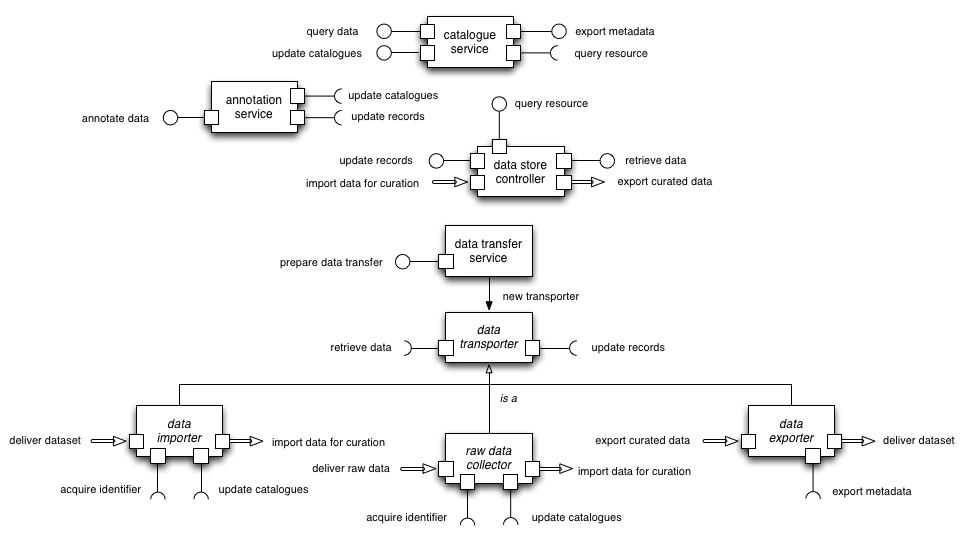 query data
catalogue
service
export metadata
update catalogues
query resource
annotation
service
update catalogues
annotate data
update records
query resource
update records
data store
controller
retrieve data
import data for curation
export curated data
data transfer
service
prepare data transfer
new transporter
data
transporter
retrieve data
update records
is a
data
importer
deliver dataset
import data for curation
acquire identifier
update catalogues
raw data
collector
deliver raw data
import data for curation
acquire identifier
update catalogues
data
exporter
export curated data
deliver dataset
export metadata